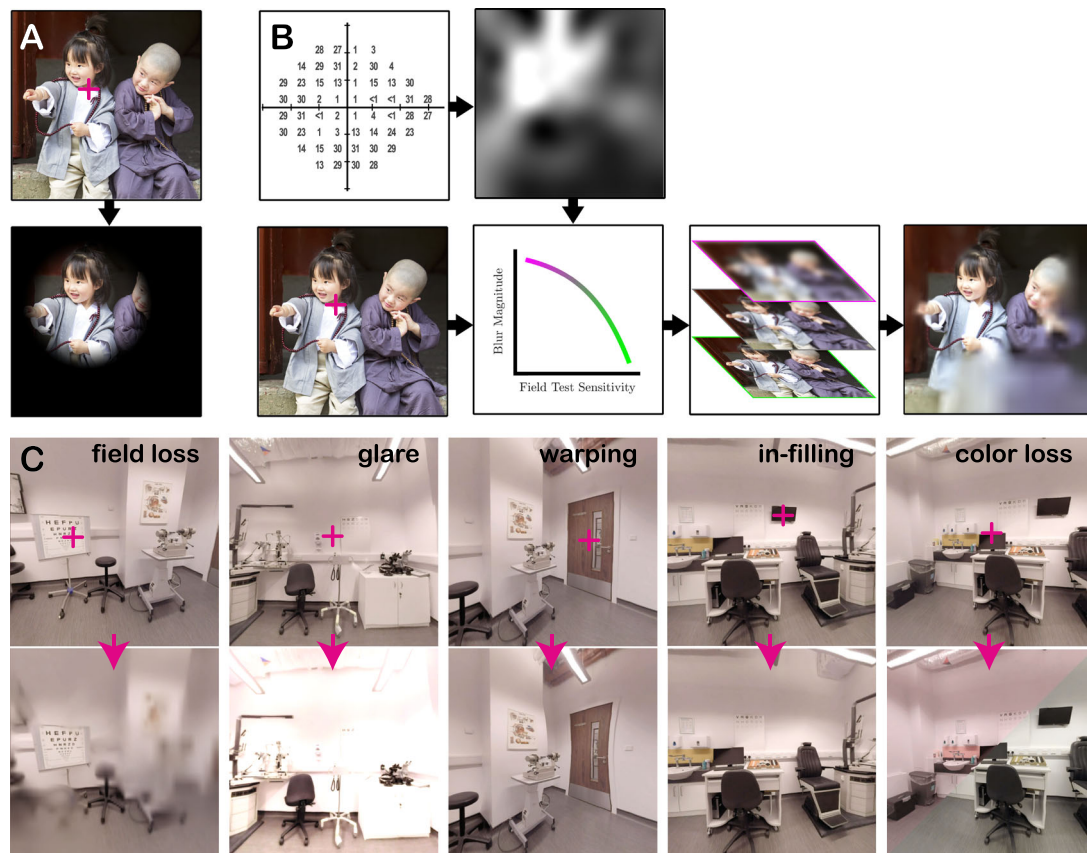 A
B
28 27 1 3
14 29 31 2 30 4
29 23 15 13 1 15 13 30
30 30 2 1 1 <1 <1 31 28
29 31 <1 2 1 4 <1 28 27
30 23 1 3 13 14 24 23
14 15 30 31 30 29
13 29 30 28
Blur Magnitude
Field Test Sensitivity
C
field loss
glare
warping
in-filling
color loss